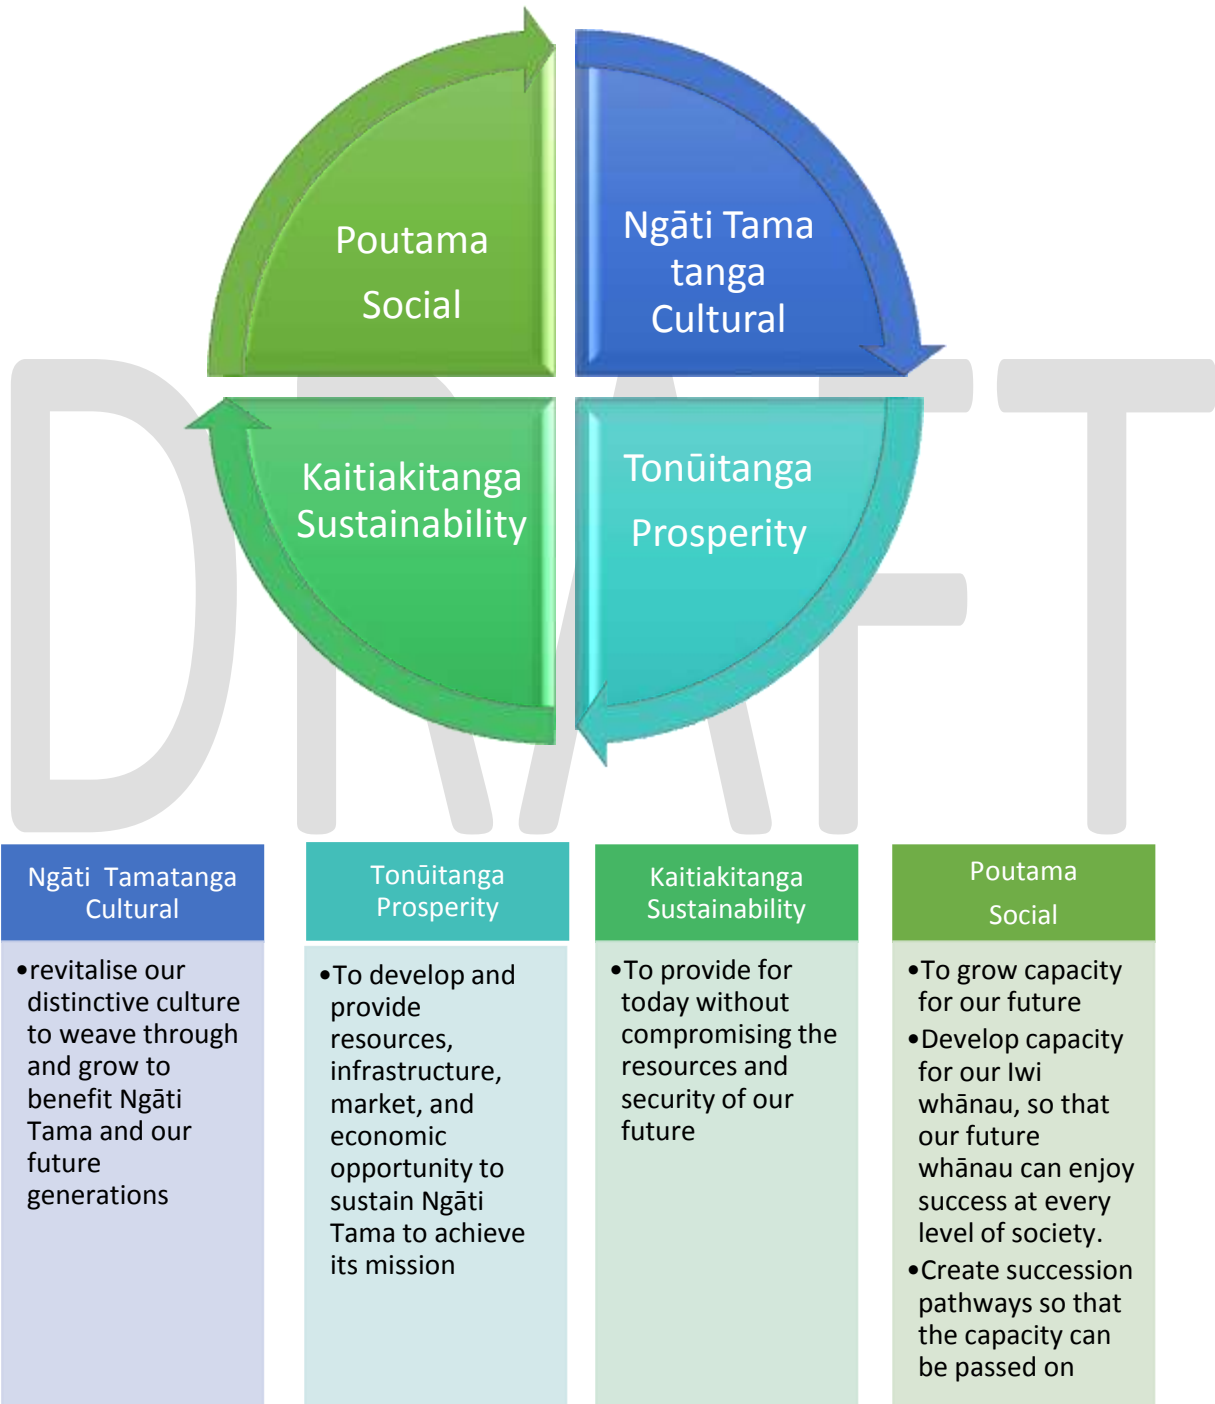 Poutama
Social
Ngāti Tama
tanga
Cultural
Kaitiakitanga
Sustainability
Tonūitanga
Prosperity
DRAFT
Ngāti  Tamatanga
Cultural
•revitalise our
distinctive culture
to weave through
and grow to
benefit Ngāti
Tama and our
future
generations
Tonūitanga
Prosperity
•To develop and
provide
resources,
infrastructure,
market, and
economic
opportunity to
sustain Ngāti
Tama to achieve
its mission
Kaitiakitanga
Sustainability
•To provide for
today without
compromising the
resources and
security of our
future
Poutama
Social
•To grow capacity
for our future
•Develop capacity
for our Iwi
whānau, so that
our future
whānau can enjoy
success at every
level of society.
•Create succession
pathways so that
the capacity can
be passed on